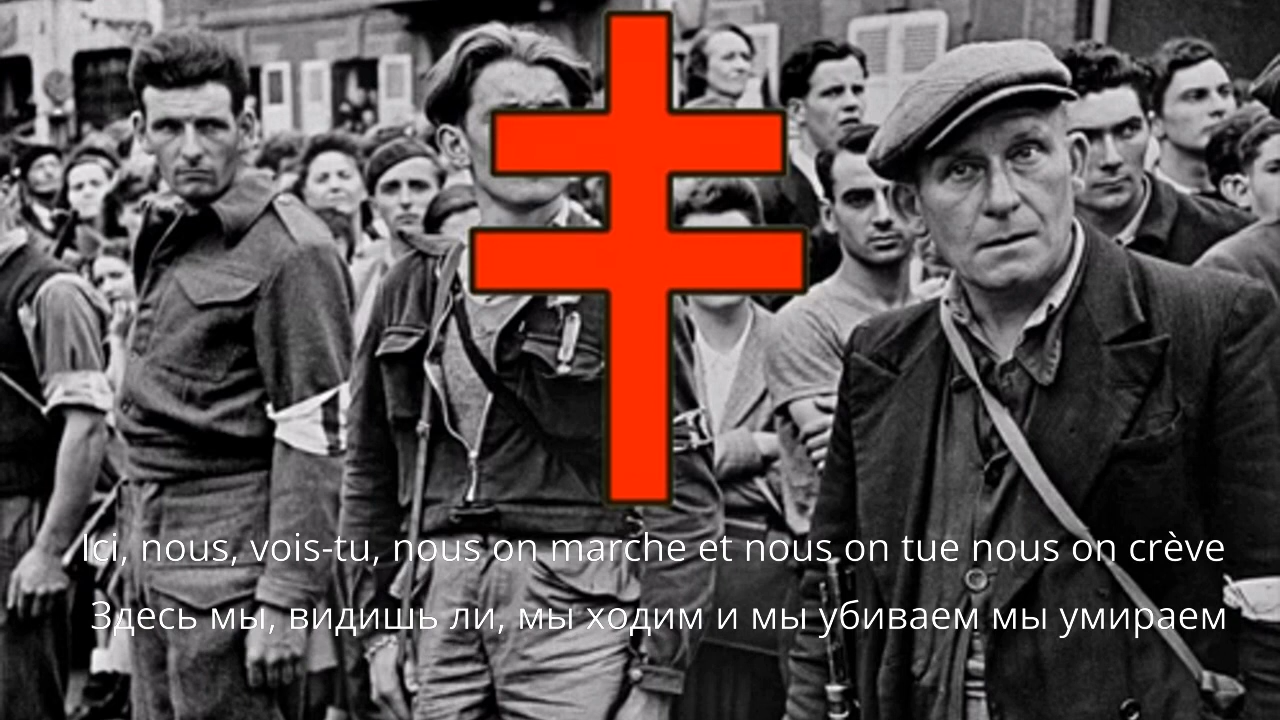 Ici, nous, vois-tu, nous on marche et nous on tue nous on crève
Здесь мы, видишь ли, мы ходим и мы убиваем мы умираем